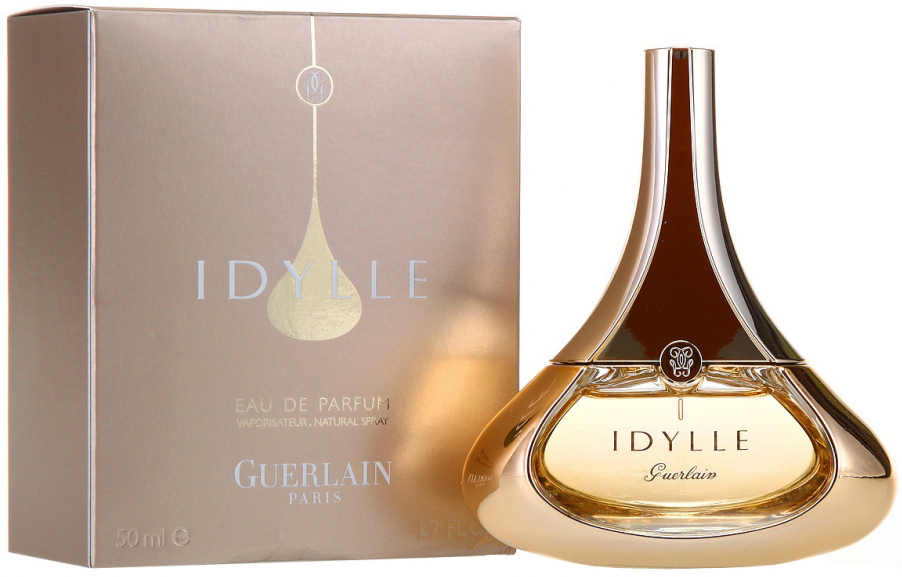 IDYLLE
EAU DE PARFUM
VAPORISATEUR. NATURAL SPRAY
GUERLAIN
PARIS
50 ml ℮
IDYLLE
Guerlain